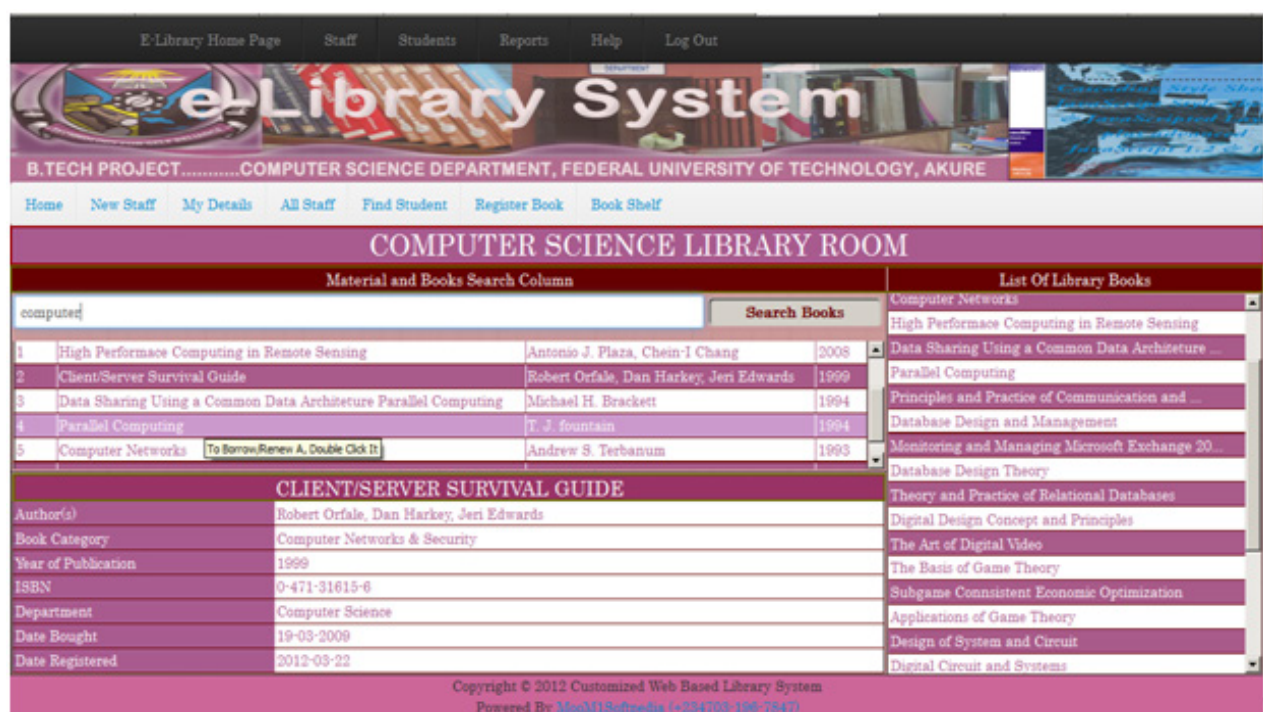 E-Library Home Page Staff Students Reports Help Log Out
DEPARTMENT
e-Library System
B.TECH PROJECT...........COMPUTER SCIENCE DEPARTMENT, FEDERAL UNIVERSITY OF TECHNOLOGY, AKURE
Home New Staff My Details All Staff Find Student Register Book Book Shelf
COMPUTER SCIENCE LIBRARY ROOM
Material and Books Search Column
computer
Search Books
1 High Performace Computing in Remote Sensing Antonio J. Plaza, Chein-I Chang 2008
2 Client/Server Survival Guide Robert Orfale, Dan Harkey, Jeri Edwards 1999
3 Data Sharing Using a Common Data Architeture Parallel Computing Michael H. Brackett 1994
4 Parallel Computing T. J. fountain 1994
5 Computer Networks Andrew S. Terbanum 1993
To Borrow/Renew A, Double Click It
CLIENT/SERVER SURVIVAL GUIDE
Author(s) Robert Orfale, Dan Harkey, Jeri Edwards
Book Category Computer Networks & Security
Year of Publication 1999
ISBN 0-471-31615-6
Department Computer Science
Date Bought 19-03-2009
Date Registered 2012-03-22
List Of Library Books
Computer Networks
High Performace Computing in Remote Sensing
Data Sharing Using a Common Data Architeture ...
Parallel Computing
Principles and Practice of Communication and ...
Database Design and Management
Monitoring and Managing Microsoft Exchange 20...
Database Design Theory
Theory and Practice of Relational Databases
Digital Design Concept and Principles
The Art of Digital Video
The Basis of Game Theory
Subgame Connsistent Economic Optimization
Applications of Game Theory
Design of System and Circuit
Digital Circuit and Systems
Copyright © 2012 Customized Web Based Library System
Powered By MooM1Softmedia (+234703-196-7847)